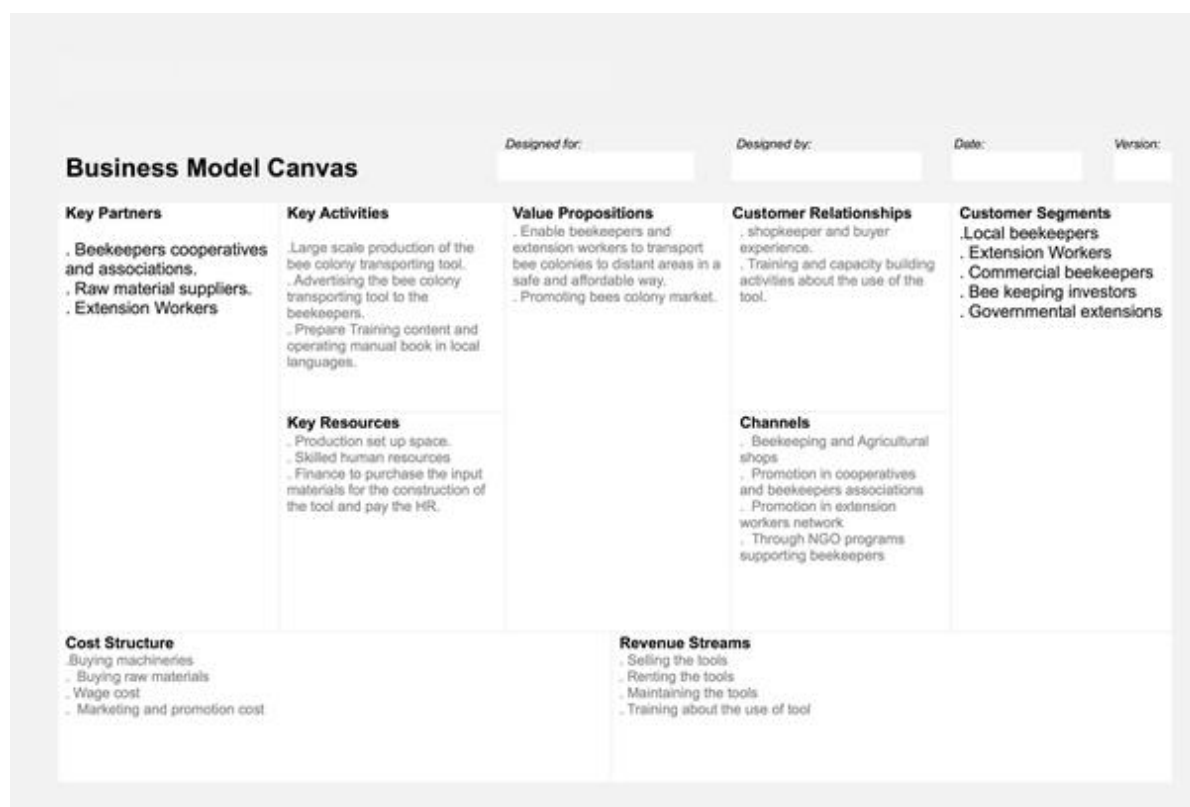 Designed for:
Designed by:
Date:
Version:
Business Model Canvas
Key Partners
. Beekeepers cooperatives
and associations.
. Raw material suppliers.
. Extension Workers
Key Activities
.Large scale production of the
bee colony transporting tool.
. Advertising the bee colony
transporting tool to the
beekeepers.
. Prepare Training content and
operating manual book in local
languages.
Key Resources
. Production set up space.
. Skilled human resources
. Finance to purchase the input
materials for the construction of
the tool and pay the HR.
Value Propositions
. Enable beekeepers and
extension workers to transport
bee colonies to distant areas in a
safe and affordable way.
. Promoting bees colony market.
Customer Relationships
. shopkeeper and buyer
experience.
. Training and capacity building
activities about the use of the
tool.
Channels
. Beekeeping and Agricultural
shops
. Promotion in cooperatives
and beekeepers associations
. Promotion in extension
workers network
. Through NGO programs
supporting beekeepers
Customer Segments
.Local beekeepers
. Extension Workers
. Commercial beekeepers
. Bee keeping investors
. Governmental extensions
Cost Structure
.Buying machineries
. Buying raw materials
. Wage cost
. Marketing and promotion cost
Revenue Streams
. Selling the tools
. Renting the tools
. Maintaining the tools
. Training about the use of tool